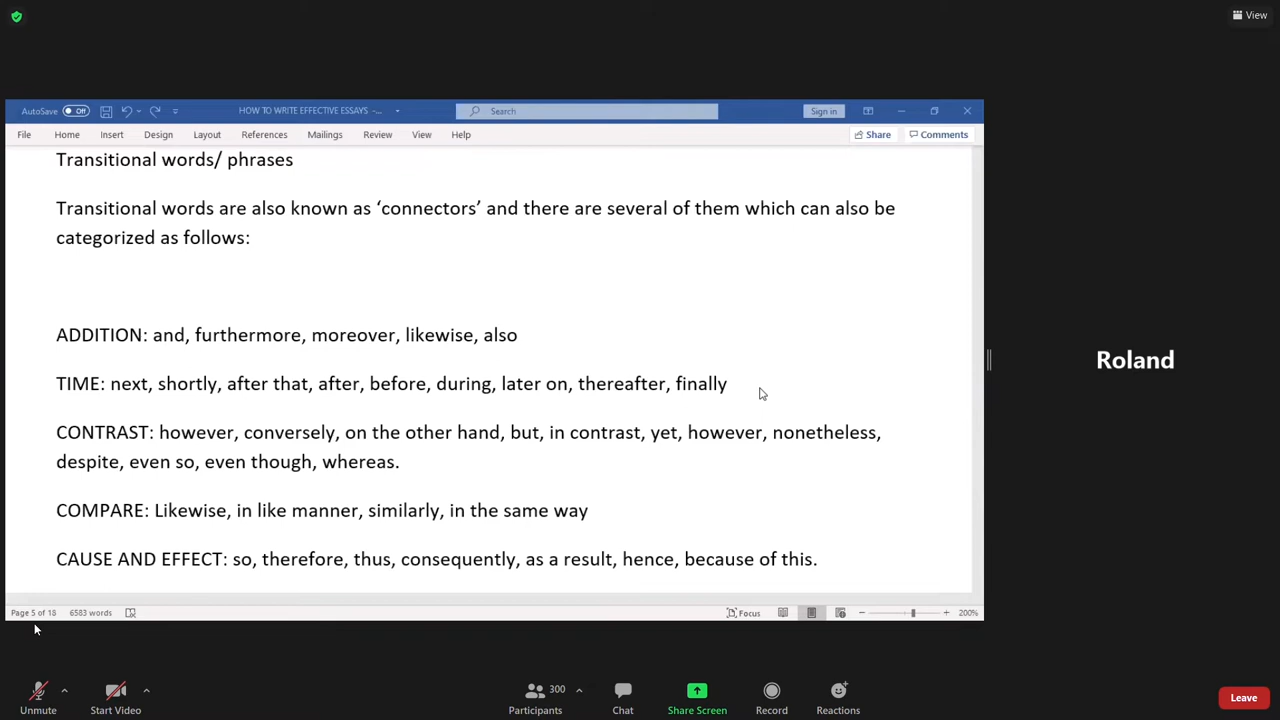 View
AutoSave Off
HOW TO WRITE EFFECTIVE ESSAYS -...
Search
Sign in
File Home Insert Design Layout References Mailings Review View Help
Share Comments
Transitional words/ phrases
Transitional words are also known as ‘connectors’ and there are several of them which can also be
categorized as follows:
ADDITION: and, furthermore, moreover, likewise, also
TIME: next, shortly, after that, after, before, during, later on, thereafter, finally
CONTRAST: however, conversely, on the other hand, but, in contrast, yet, however, nonetheless,
despite, even so, even though, whereas.
COMPARE: Likewise, in like manner, similarly, in the same way
CAUSE AND EFFECT: so, therefore, thus, consequently, as a result, hence, because of this.
Roland
Page 5 of 18 6583 words Focus 200%
300
Unmute Start Video Participants Chat Share Screen Record Reactions Leave